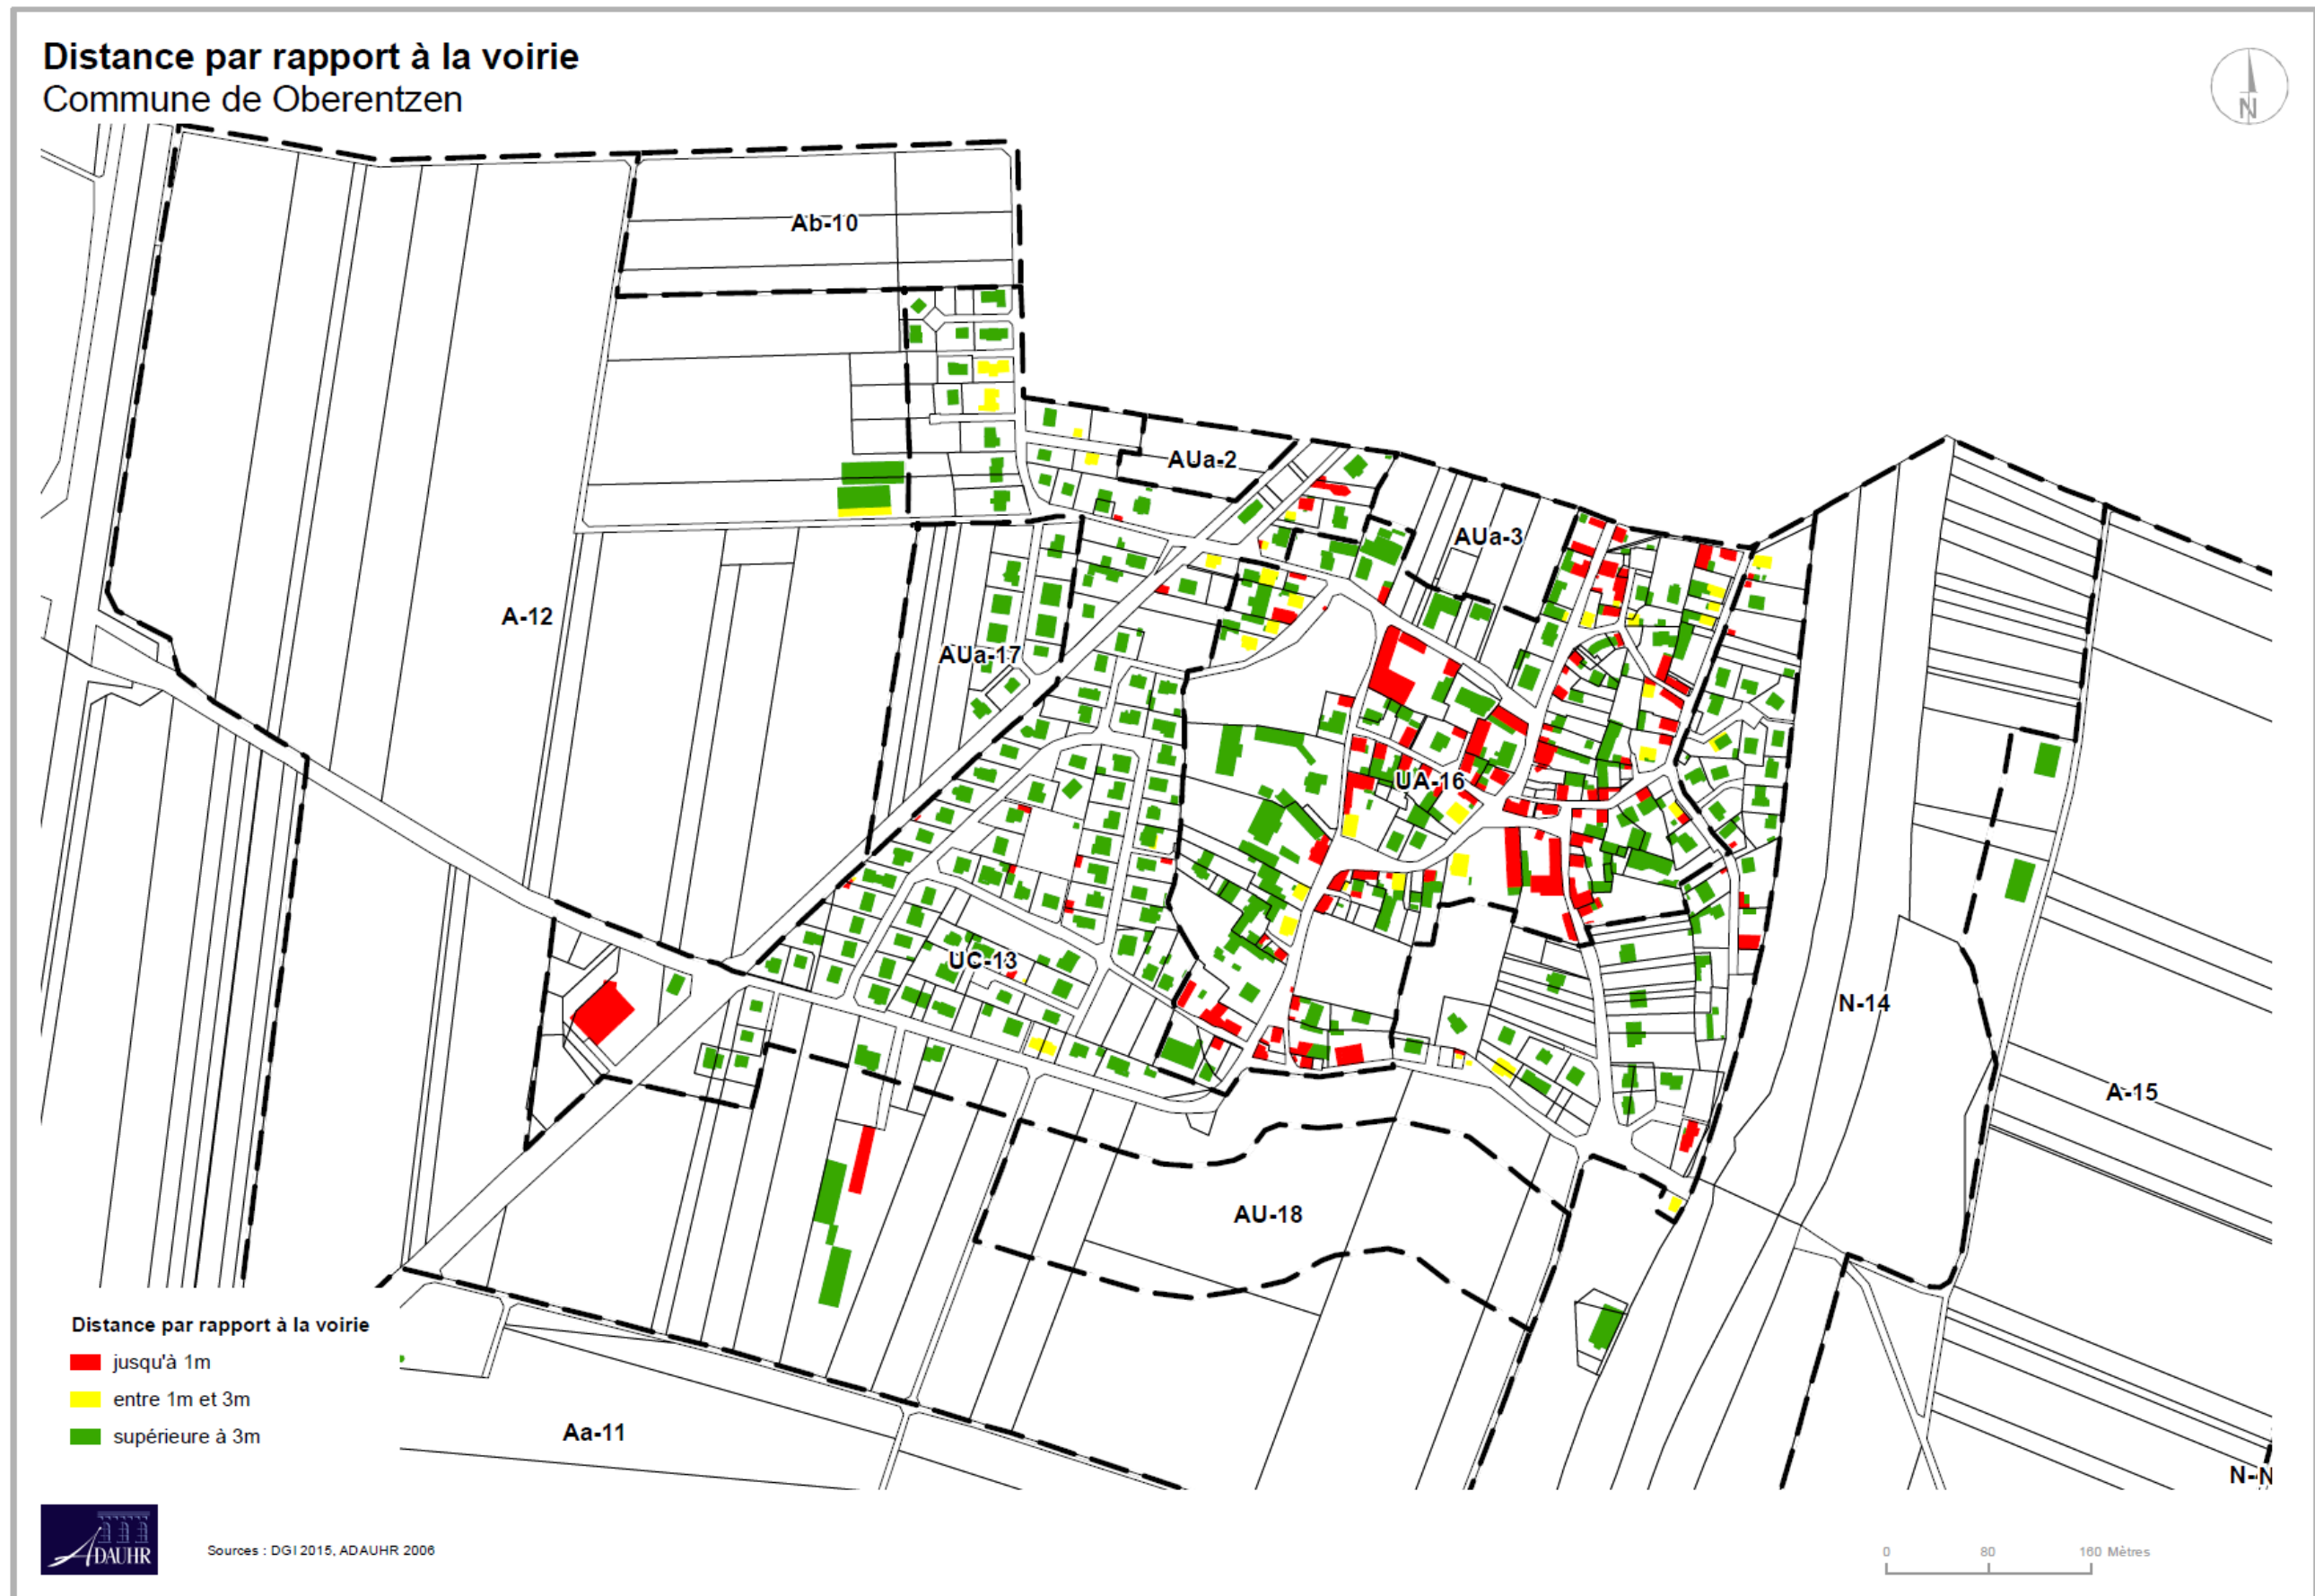 Distance par rapport à la voirie
Commune de Oberentzen
N
Ab-10
AUa-2
AUa-3
A-12
AUa-17
UA-16
UC-13
N-14
A-15
AU-18
Distance par rapport à la voirie
jusqu'à 1m
entre 1m et 3m
supérieure à 3m
Aa-11
N-N
ADAUHR
Sources : DGI 2015, ADAUHR 2006
0 80 160 Mètres